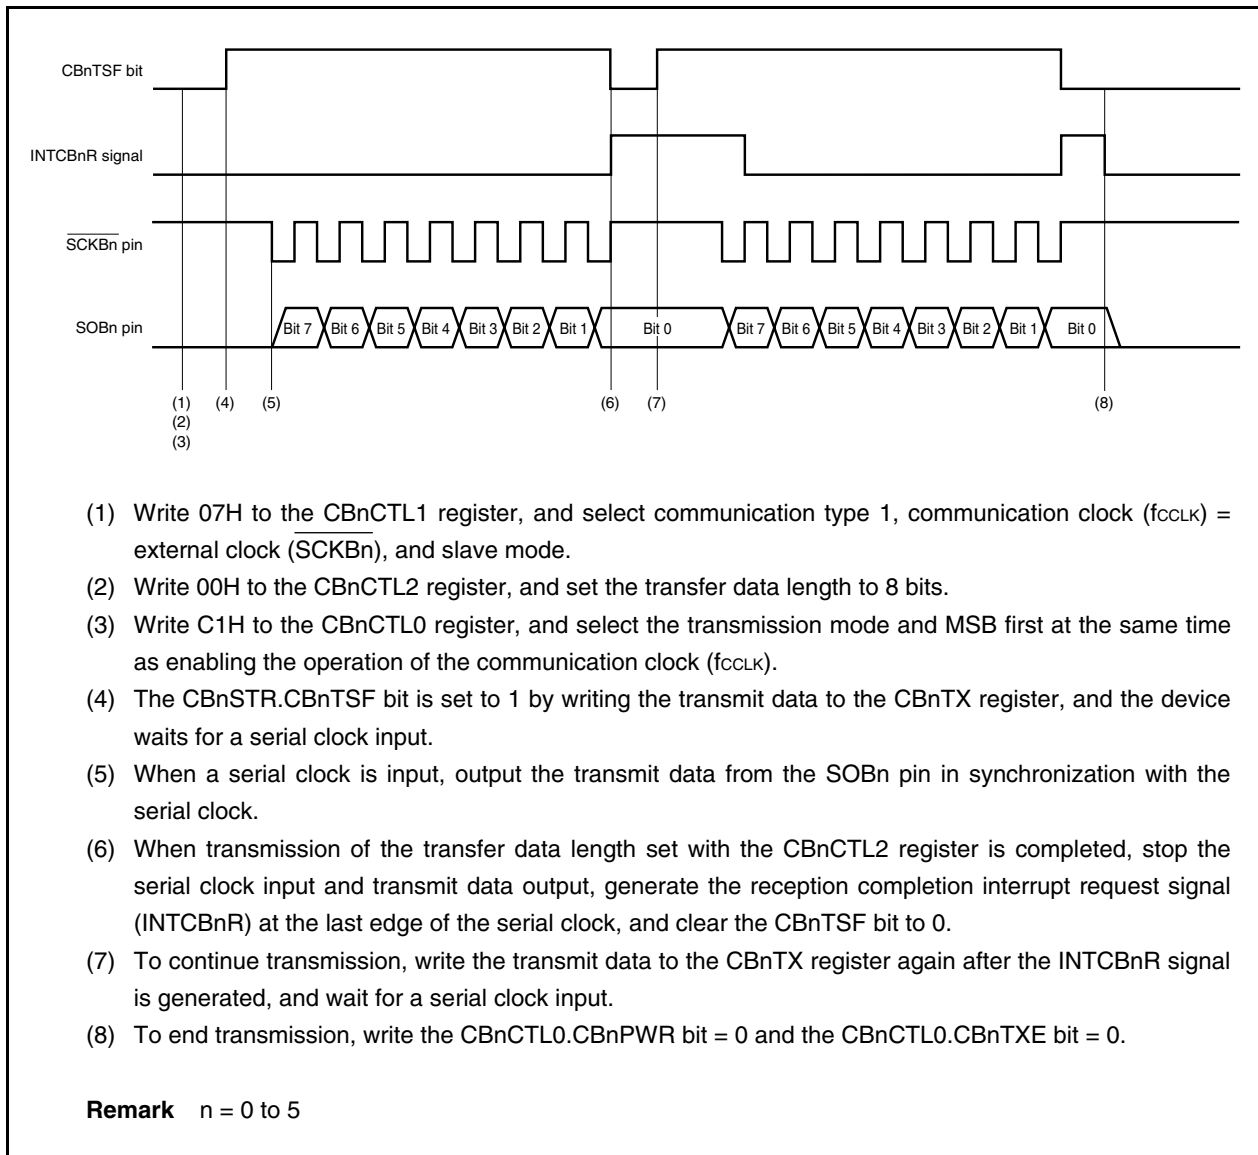 CBnTSF bit
INTCBnR signal
SCKBn pin
SOBn pin
Bit 7 Bit 6 Bit 5 Bit 4 Bit 3 Bit 2 Bit 1 Bit 0 Bit 7 Bit 6 Bit 5 Bit 4 Bit 3 Bit 2 Bit 1 Bit 0
(1) (4) (5) (6) (7) (8)
(2)
(3)
(1) Write 07H to the CBnCTL1 register, and select communication type 1, communication clock (fCCLK) =
external clock (SCKBn), and slave mode.
(2) Write 00H to the CBnCTL2 register, and set the transfer data length to 8 bits.
(3) Write C1H to the CBnCTL0 register, and select the transmission mode and MSB first at the same time
as enabling the operation of the communication clock (fCCLK).
(4) The CBnSTR.CBnTSF bit is set to 1 by writing the transmit data to the CBnTX register, and the device
waits for a serial clock input.
(5) When a serial clock is input, output the transmit data from the SOBn pin in synchronization with the
serial clock.
(6) When transmission of the transfer data length set with the CBnCTL2 register is completed, stop the
serial clock input and transmit data output, generate the reception completion interrupt request signal
(INTCBnR) at the last edge of the serial clock, and clear the CBnTSF bit to 0.
(7) To continue transmission, write the transmit data to the CBnTX register again after the INTCBnR signal
is generated, and wait for a serial clock input.
(8) To end transmission, write the CBnCTL0.CBnPWR bit = 0 and the CBnCTL0.CBnTXE bit = 0.
Remark n = 0 to 5